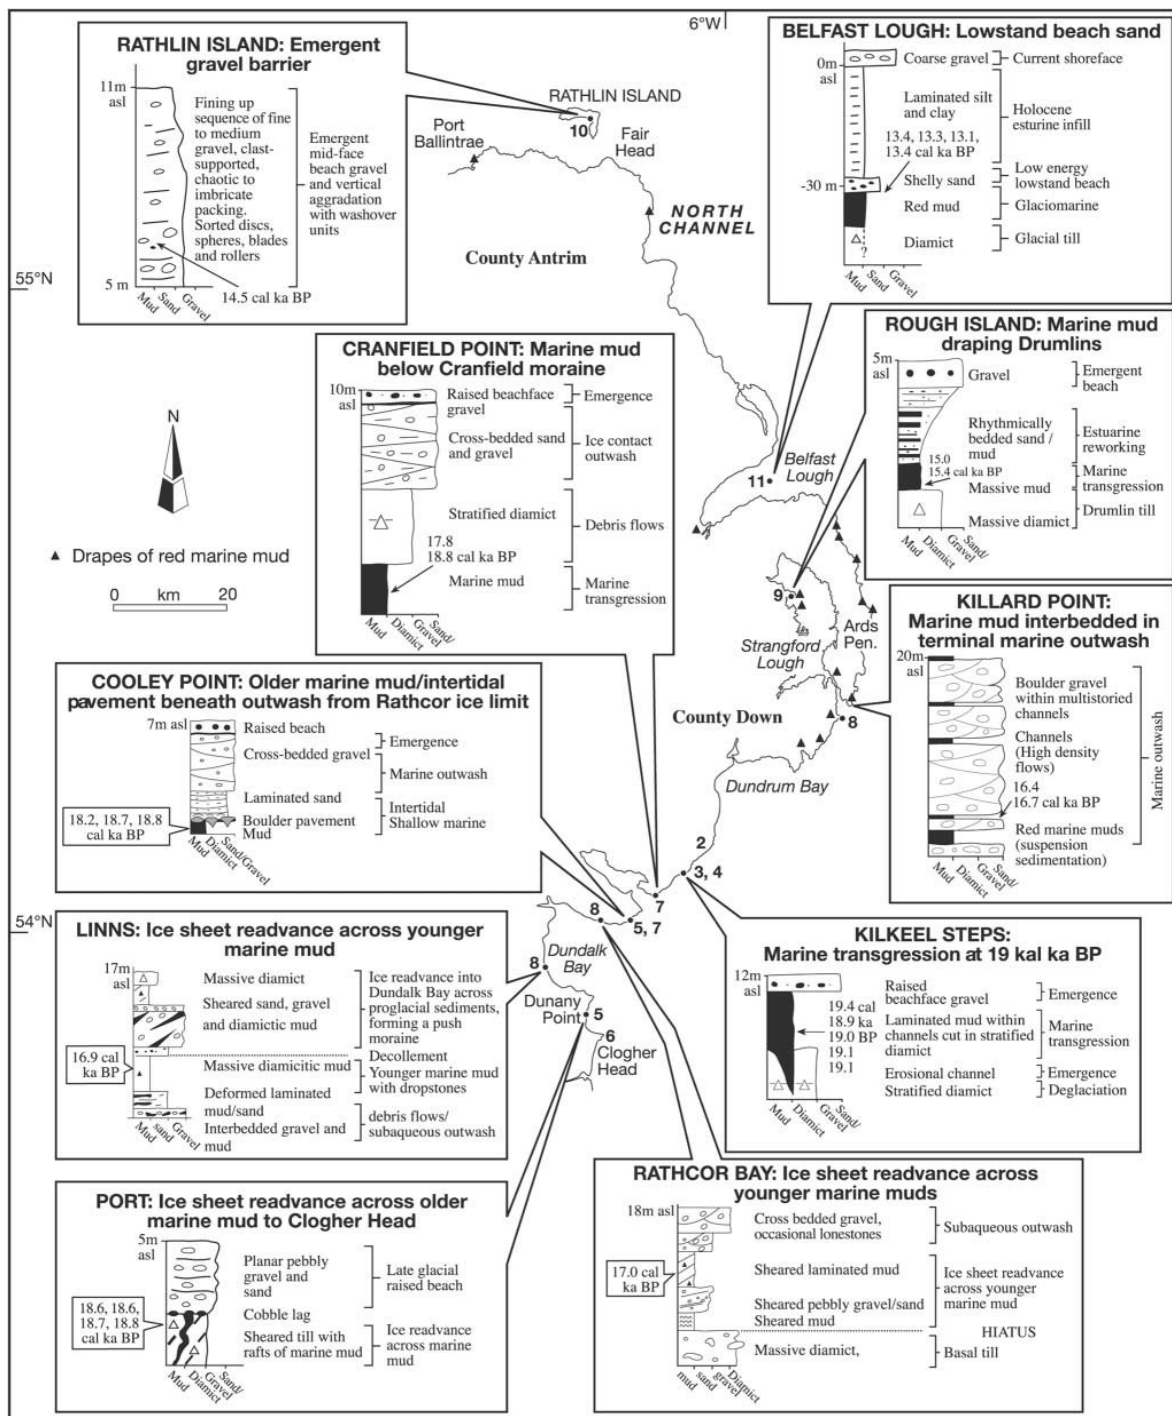 6°W
55°N
54°N
RATHLIN ISLAND: Emergent
gravel barrier
11m
asl
Fining up
sequence of fine
to medium
gravel, clast-
supported,
chaotic to
imbricate
packing.
Sorted discs,
spheres, blades
and rollers
Emergent
mid-face
beach gravel
and vertical
aggradation
with washover
units
14.5 cal ka BP
5 m
Mud
Sand
Gravel
RATHLIN ISLAND
10
Port
Ballintrae
Fair
Head
NORTH
CHANNEL
County Antrim
BELFAST LOUGH: Lowstand beach sand
0m
asl
Coarse gravel
Current shoreface
Laminated silt
and clay
13.4, 13.3, 13.1,
13.4 cal ka BP
Holocene
esturine infill
-30 m
Shelly sand
Low energy
lowstand beach
Red mud
Glaciomarine
Diamict
Glacial till
?
Mud
Sand
Gravel
CRANFIELD POINT: Marine mud
below Cranfield moraine
10m
asl
Raised beachface
gravel
Emergence
Cross-bedded sand
and gravel
Ice contact
outwash
Stratified diamict
Debris flows
17.8
18.8 cal ka BP
Marine mud
Marine
transgression
Mud
Diamict
Gravel
Sand/
ROUGH ISLAND: Marine mud
draping Drumlins
5m
asl
Gravel
Emergent
beach
Rhythmically
bedded sand /
mud
Estuarine
reworking
15.0
15.4 cal ka BP
Marine
transgression
Massive mud
Massive diamict
Drumlin till
Mud
Diamict
Gravel
Sand/
N
▲ Drapes of red marine mud
0 km 20
Belfast
Lough
11
9
Strangford
Lough
Ards
Pen.
County Down
8
Dundrum Bay
2
3, 4
7
5, 7
8
Dundalk
Bay
8
Dunany
Point
5
6
Clogher
Head
KILLARD POINT:
Marine mud interbedded in
terminal marine outwash
20m
asl
Boulder gravel
within multistoried
channels
Channels
(High density
flows)
16.4
16.7 cal ka BP
Red marine muds
(suspension
sedimentation)
Marine outwash
Mud
Diamict
Gravel
Sand/
COOLEY POINT: Older marine mud/intertidal
pavement beneath outwash from Rathcor ice limit
7m asl
Raised beach
Emergence
Cross-bedded gravel
Marine outwash
Laminated sand
Boulder pavement
Mud
Intertidal
Shallow marine
18.2, 18.7, 18.8
cal ka BP
Mud
Diamict
Sand/Gravel
LINNS: Ice sheet readvance across younger
marine mud
17m
asl
Massive diamict
Sheared sand, gravel
and diamictic mud
Ice readvance into
Dundalk Bay across
proglacial sediments,
forming a push
moraine
16.9 cal
ka BP
Massive diamicitic mud
Decollement
Younger marine mud
with dropstones
Deformed laminated
mud/sand
Interbedded gravel and
mud
debris flows/
subaqueous outwash
Mud
sand
Gravel
KILKEEL STEPS:
Marine transgression at 19 kal ka BP
12m
asl
Raised
beachface gravel
Emergence
19.4 cal
18.9 ka
19.0 BP
19.1
19.1
Laminated mud within
channels cut in stratified
diamict
Marine
transgression
Erosional channel
Emergence
Stratified diamict
Deglaciation
Mud
Diamict
Gravel
Sand/
PORT: Ice sheet readvance across older
marine mud to Clogher Head
5m
asl
Planar pebbly
gravel and
sand
Late glacial
raised beach
18.6, 18.6,
18.7, 18.8
cal ka BP
Cobble lag
Sheared till with
rafts of marine mud
Ice readvance
across marine
mud
Mud
Diamict
Gravel
Sand/
RATHCOR BAY: Ice sheet readvance across
younger marine muds
18m asl
Cross bedded gravel,
occasional lonestones
Subaqueous outwash
17.0 cal
ka BP
Sheared laminated mud
Sheared pebbly gravel/sand
Sheared mud
Ice sheet readvance
across younger
marine mud
HIATUS
Massive diamict,
Basal till
mud
sand
gravel
Diamict